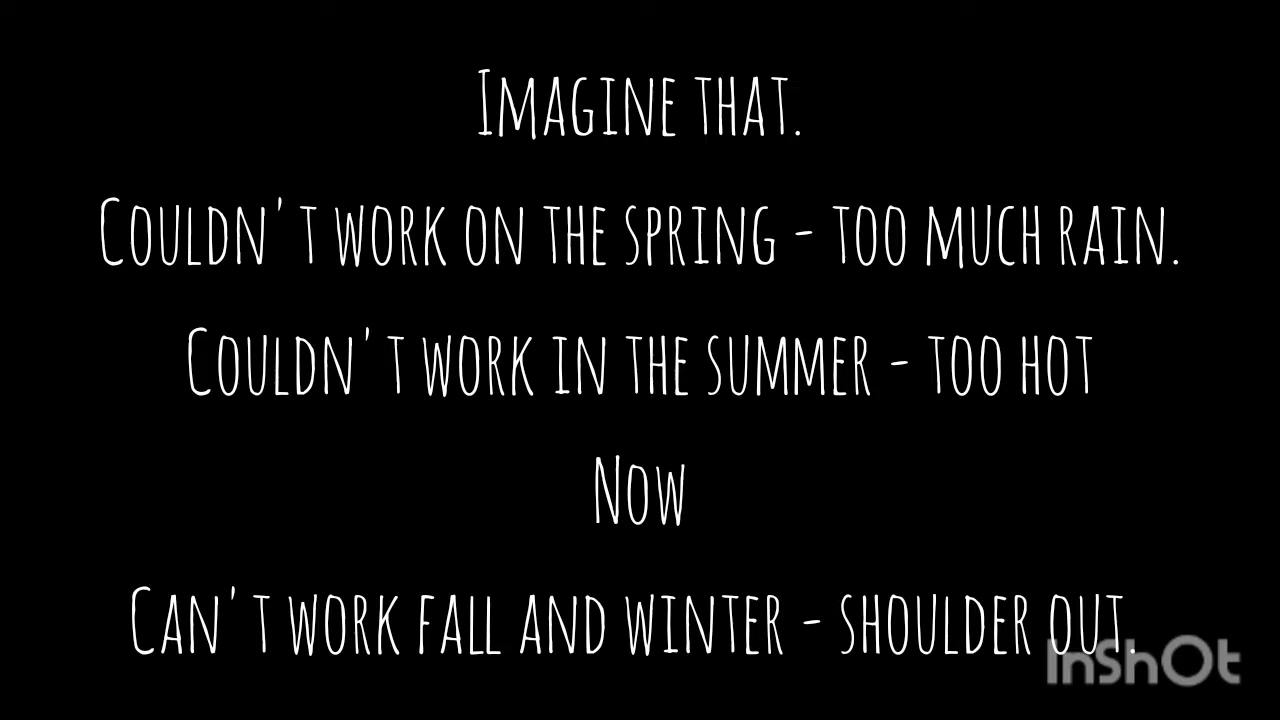 Imagine that.
Couldn't work on the spring - too much rain.
Couldn't work in the summer - too hot
Now
Can't work fall and winter - shoulder out.
InShOt